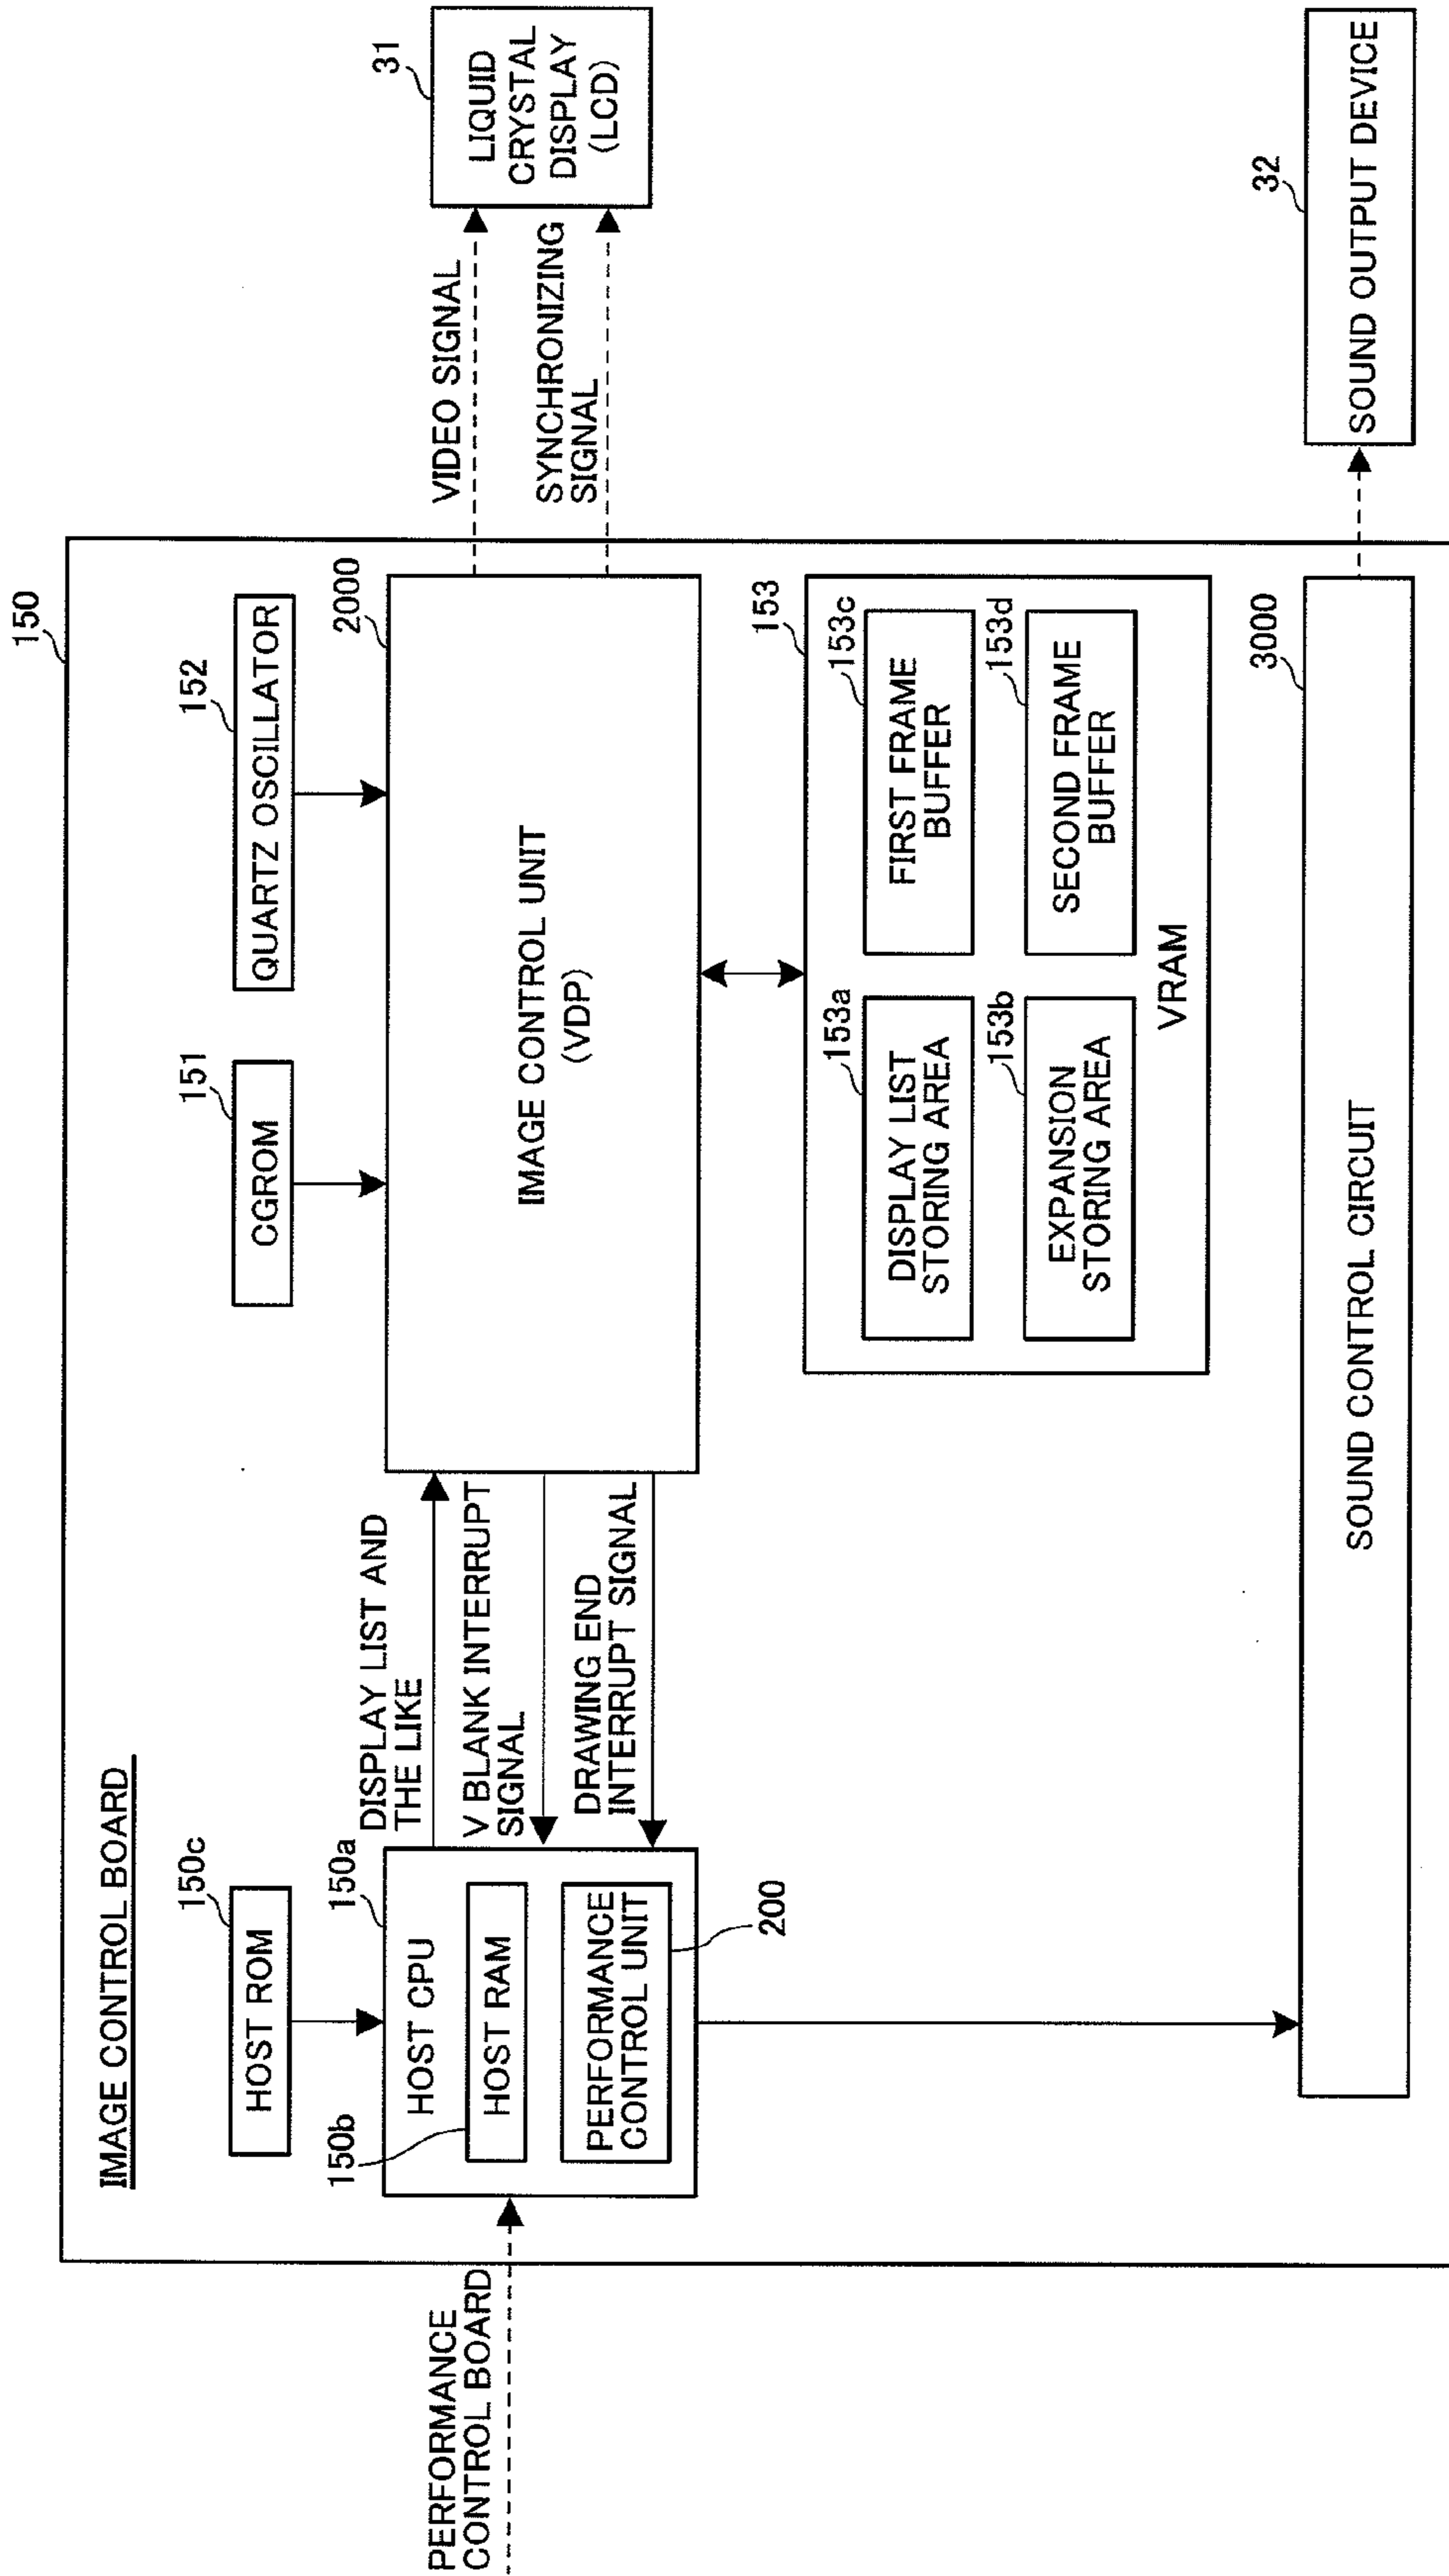 150
IMAGE CONTROL BOARD
150c
HOST ROM
151
CGROM
152
QUARTZ OSCILLATOR
PERFORMANCE
CONTROL BOARD
150a
HOST CPU
150b
HOST RAM
PERFORMANCE
CONTROL UNIT
200
DISPLAY LIST AND
THE LIKE
V BLANK INTERRUPT
SIGNAL
DRAWING END
INTERRUPT SIGNAL
2000
IMAGE CONTROL UNIT
(VDP)
VIDEO SIGNAL
SYNCHRONIZING
SIGNAL
31
LIQUID
CRYSTAL
DISPLAY
(LCD)
153
153a
DISPLAY LIST
STORING AREA
153c
FIRST FRAME
BUFFER
153b
EXPANSION
STORING AREA
153d
SECOND FRAME
BUFFER
VRAM
3000
SOUND CONTROL CIRCUIT
32
SOUND OUTPUT DEVICE